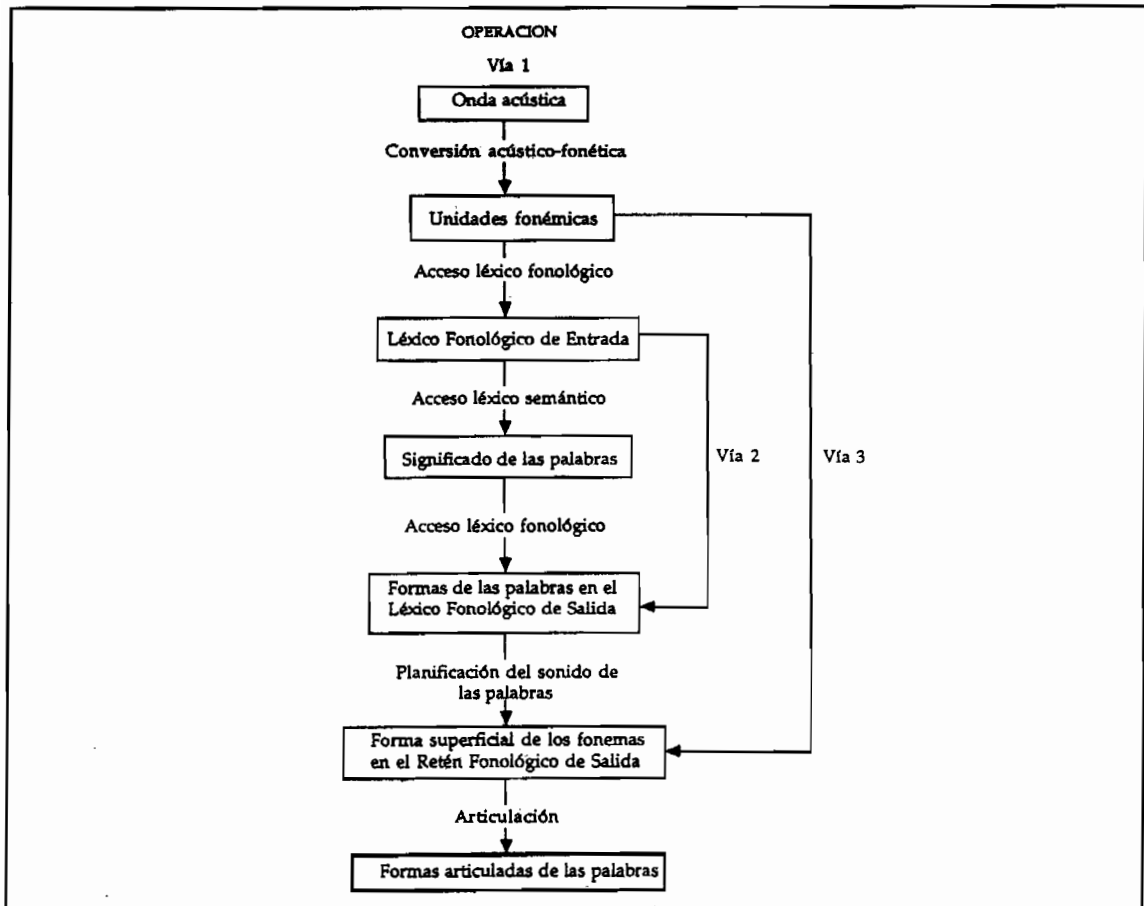 OPERACION
Vía 1
Onda acústica
Conversión acústico-fonética
Unidades fonémicas
Acceso léxico fonológico
Léxico Fonológico de Entrada
Acceso léxico semántico
Significado de las palabras
Vía 2
Vía 3
Acceso léxico fonológico
Formas de las palabras en el
Léxico Fonológico de Salida
Planificación del sonido de
las palabras
Forma superficial de los fonemas
en el Retén Fonológico de Salida
Articulación
Formas articuladas de las palabras